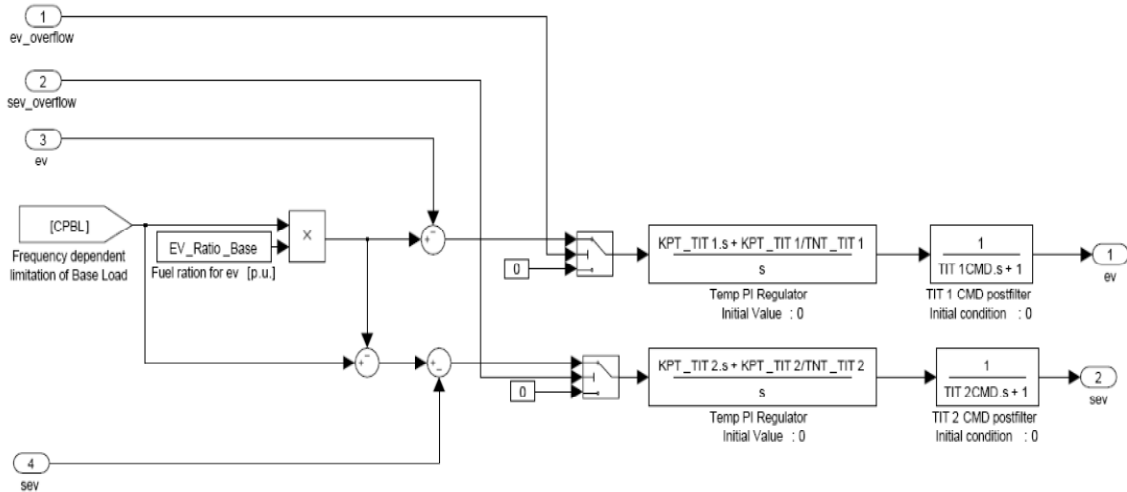 1
ev_overflow
2
sev_overflow
3
ev
[CPBL]
Frequency dependent
limitation of Base Load
EV_Ratio_Base
Fuel ration for ev [p.u.]
X
+
−
0
KPT_TIT 1.s + KPT_TIT 1/TNT_TIT 1
s
Temp PI Regulator
Initial Value : 0
1
TIT 1CMD.s + 1
TIT 1 CMD postfilter
Initial condition : 0
1
ev
+
−
+
−
0
KPT_TIT 2.s + KPT_TIT 2/TNT_TIT 2
s
Temp PI Regulator
Initial Value : 0
1
TIT 2CMD.s + 1
TIT 2 CMD postfilter
Initial condition : 0
2
sev
4
sev